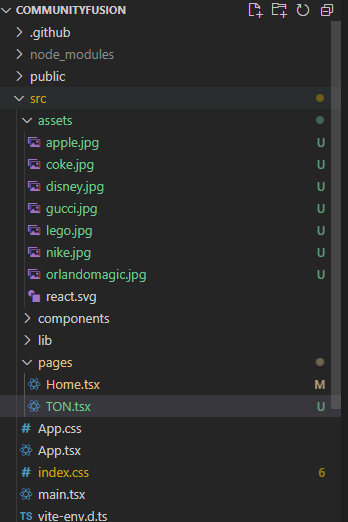 COMMUNITYFUSION
.github
node_modules
public
src
assets
apple.jpg U
coke.jpg U
disney.jpg U
gucci.jpg U
lego.jpg U
nike.jpg U
orlandomagic.jpg U
react.svg
components
lib
pages
Home.tsx M
TON.tsx U
# App.css
App.tsx
# index.css 6
main.tsx
vite-env.d.ts